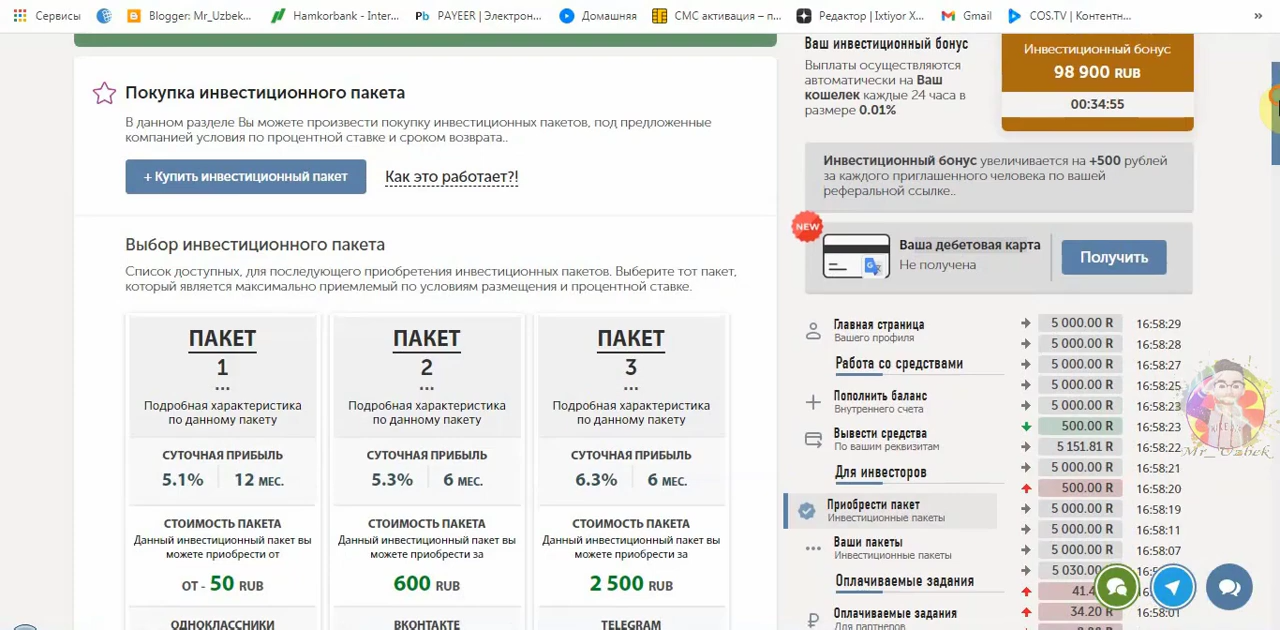 Сервисы
Blogger: Mr_Uzbek...
Hamkorbank - Inter...
PAYEER | Электрон...
Домашняя
СМС активация – п...
Редактор | Ixtiyor X...
Gmail
COS.TV | Контентн...
»
Покупка инвестиционного пакета
В данном разделе Вы можете произвести покупку инвестиционных пакетов, под предложенные
компанией условия по процентной ставке и сроком возврата..
+ Купить инвестиционный пакет
Как это работает?!
Выбор инвестиционного пакета
Список доступных, для последующего приобретения инвестиционных пакетов. Выберите тот пакет,
который является максимально приемлемый по условиям размещения и процентной ставке.
ПАКЕТ
1
...
Подробная характеристика
по данному пакету
СУТОЧНАЯ ПРИБЫЛЬ
5.1% 12 МЕС.
СТОИМОСТЬ ПАКЕТА
Данный инвестиционный пакет вы
можете приобрести от
ОТ - 50 RUB
ОДНОКЛАССНИКИ
ПАКЕТ
2
...
Подробная характеристика
по данному пакету
СУТОЧНАЯ ПРИБЫЛЬ
5.3% 6 МЕС.
СТОИМОСТЬ ПАКЕТА
Данный инвестиционный пакет вы
можете приобрести за
600 RUB
ВКОНТАКТЕ
ПАКЕТ
3
...
Подробная характеристика
по данному пакету
СУТОЧНАЯ ПРИБЫЛЬ
6.3% 6 МЕС.
СТОИМОСТЬ ПАКЕТА
Данный инвестиционный пакет вы
можете приобрести за
2 500 RUB
TELEGRAM
Ваш инвестиционный бонус
Выплаты осуществляются
автоматически на Ваш
кошелек каждые 24 часа в
размере 0.01%
Инвестиционный бонус
98 900 RUB
00:34:55
Инвестиционный бонус увеличивается на +500 рублей
за каждого приглашенного человека по вашей
реферальной ссылке..
NEW
Ваша дебетовая карта
Не получена
Получить
Главная страница
Вашего профиля
Работа со средствами
Пополнить баланс
Внутреннего счета
Вывести средства
По вашим реквизитам
Для инвесторов
Приобрести пакет
Инвестиционные пакеты
Ваши пакеты
Инвестиционные пакеты
Оплачиваемые задания
Оплачиваемые задания
Для партнеров
5 000.00 R 16:58:29
5 000.00 R 16:58:28
5 000.00 R 16:58:27
5 000.00 R 16:58:25
5 000.00 R 16:58:23
500.00 R 16:58:23
5 151.81 R 16:58:22
5 000.00 R 16:58:21
500.00 R 16:58:20
5 000.00 R 16:58:19
5 000.00 R 16:58:11
5 000.00 R 16:58:07
5 030.00 R
34.20 R 16:58:01
Mr_Uzbek